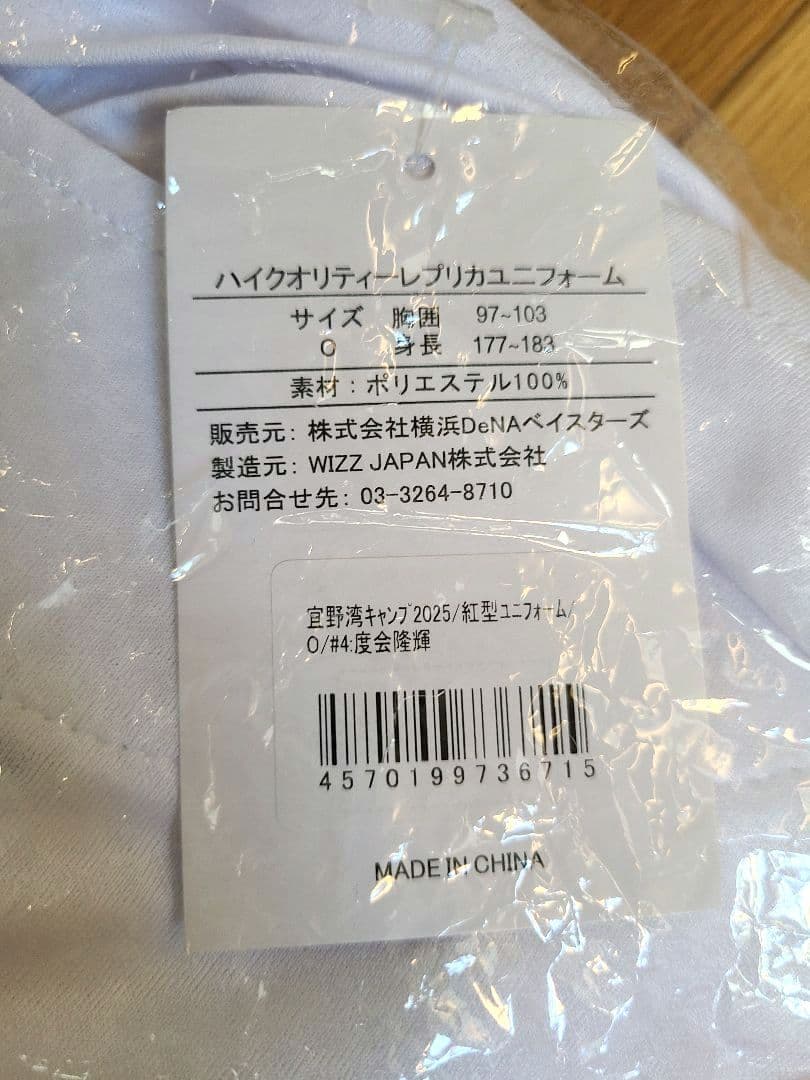 ハイクオリティーレプリカユニフォーム
サイズ 胸囲 97~103
O 身長 177~183
素材：ポリエステル100%
販売元：株式会社横浜DeNAベイスターズ
製造元：WIZZ JAPAN株式会社
お問合せ先：03-3264-8710
宜野湾ｷｬﾝﾌﾟ2025/紅型ﾕﾆﾌｫｰﾑ/
O/#4:度会隆輝
4570199736715
MADE IN CHINA